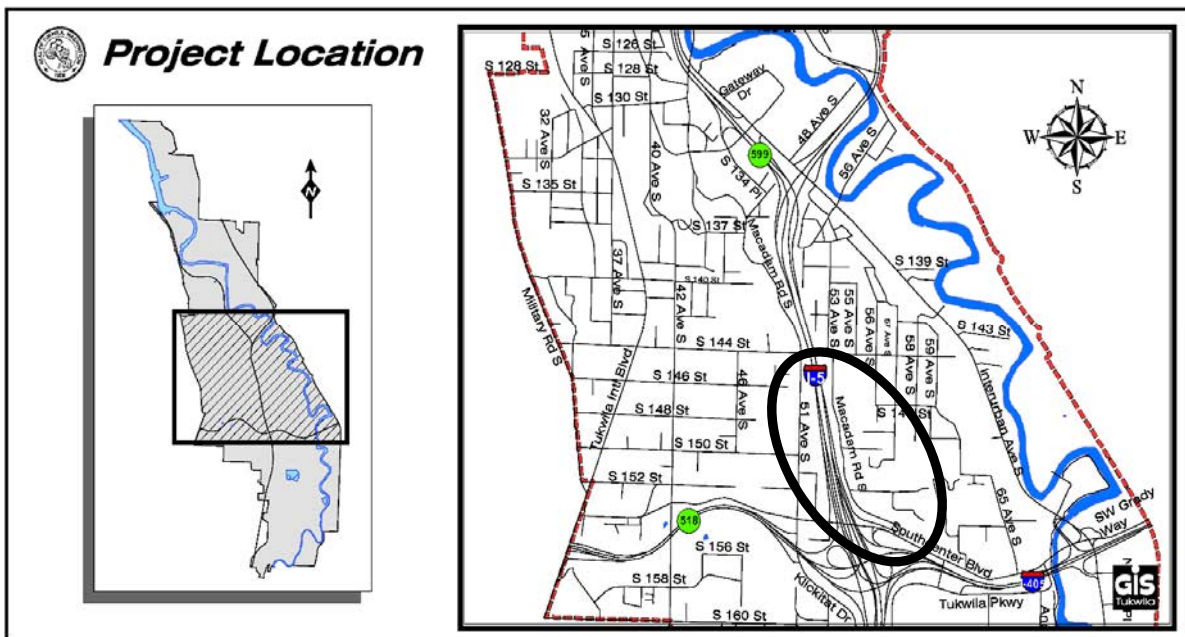 Project Location
N
S 126 St
S 128 St
S 128 St
S 130 St
Gateway Dr
48 Ave S
56 Ave S
N
W E
S
32 Ave S
40 Ave S
599
S 134 Pl
S 135 St
S 137 St
Macadam Rd S
S 139 St
37 Ave S
S 140 St
42 Ave S
Military Rd S
53 Ave S
55 Ave S
56 Ave S
57 Ave S
58 Ave S
59 Ave S
S 143 St
S 144 St
Tukwila Intl Blvd
I-5
S 146 St
46 Ave S
S 148 St
51 Ave S
Macadam Rd S
Interurban Ave S
S 150 St
S 152 St
65 Ave S
SW Grady Way
518
Southcenter Blvd
S 156 St
Klickitat Dr
I-405
S 158 St
Tukwila Pkwy
S 160 St
GIS
Tukwila